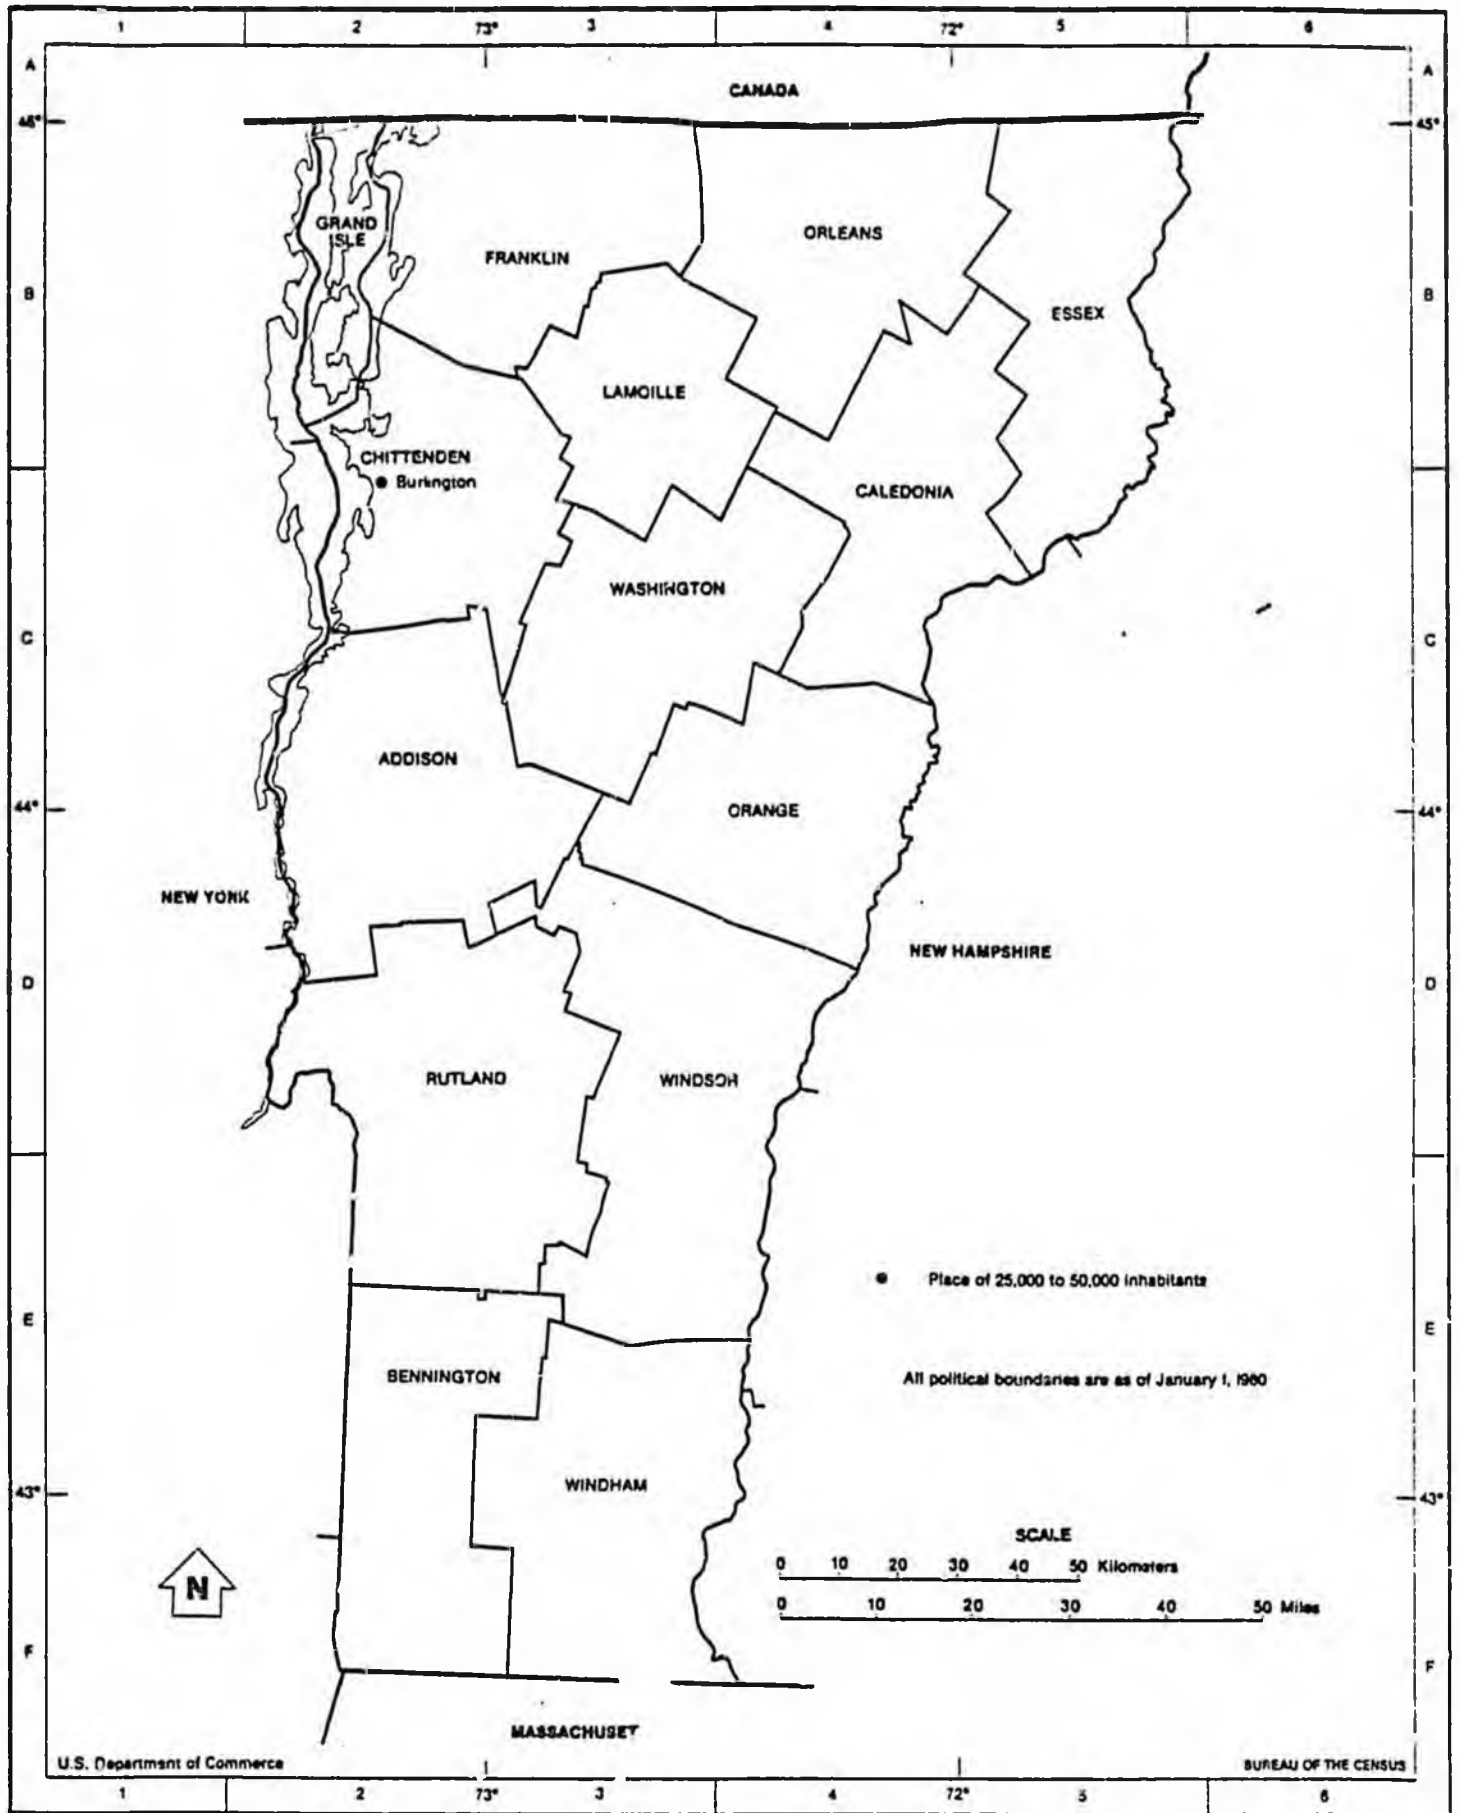 1 2 73° 3 4 72° 5 6
A A
CANADA
45° 45°
GRAND
ISLE
ORLEANS
FRANKLIN
B B
ESSEX
LAMOILLE
CHITTENDEN
Burlington
CALEDONIA
WASHINGTON
C C
ADDISON
44° 44°
ORANGE
NEW YORK
NEW HAMPSHIRE
D D
RUTLAND
WINDSOR
Place of 25,000 to 50,000 inhabitants
E E
BENNINGTON
All political boundaries are as of January 1, 1980
WINDHAM
43° 43°
SCALE
0 10 20 30 40 50 Kilometers
N
0 10 20 30 40 50 Miles
F F
MASSACHUSET
U.S. Department of Commerce
BUREAU OF THE CENSUS
1 2 73° 3 4 72° 5 6